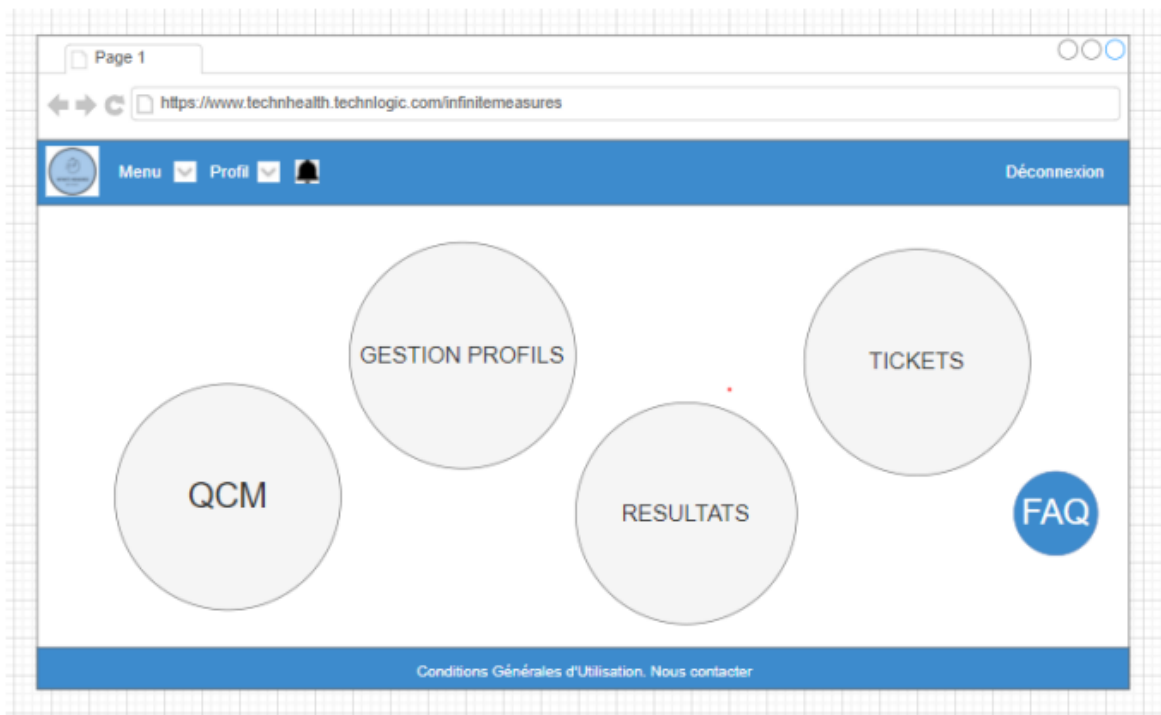 Page 1
https://www.technhealth.technlogic.com/infinitemeasures
Menu Profil Déconnexion
GESTION PROFILS
TICKETS
QCM
RESULTATS
FAQ
Conditions Générales d'Utilisation. Nous contacter